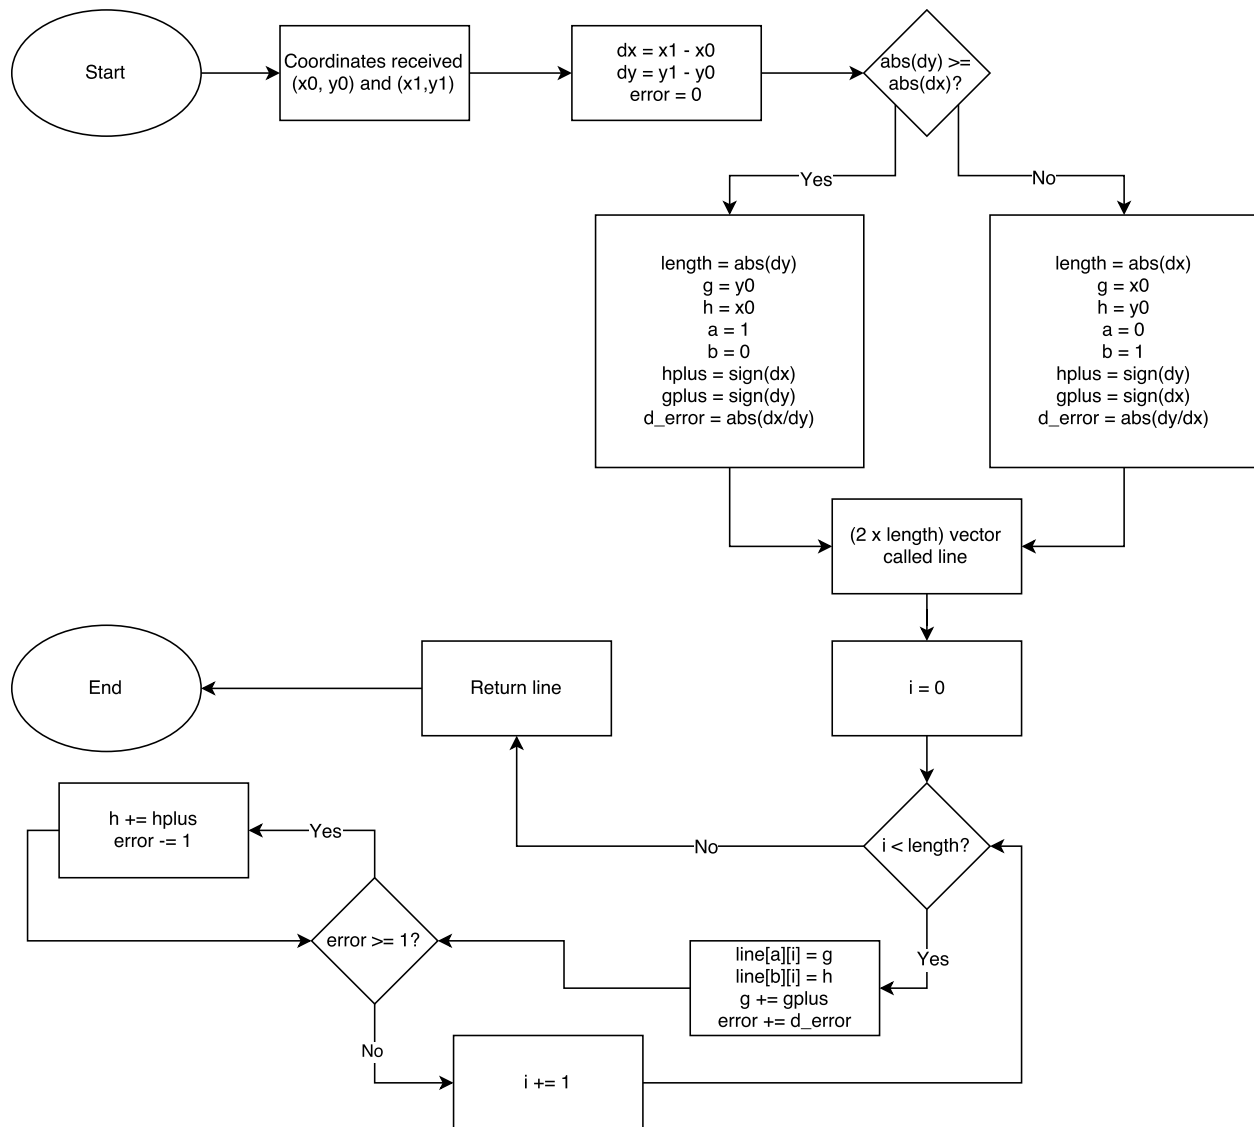 Start
Coordinates received
(x0, y0) and (x1,y1)
dx = x1 - x0
dy = y1 - y0
error = 0
abs(dy) >=
abs(dx)?
Yes
No
length = abs(dy)
g = y0
h = x0
a = 1
b = 0
hplus = sign(dx)
gplus = sign(dy)
d_error = abs(dx/dy)
length = abs(dx)
g = x0
h = y0
a = 0
b = 1
hplus = sign(dy)
gplus = sign(dx)
d_error = abs(dy/dx)
(2 x length) vector
called line
i = 0
i < length?
No
Return line
End
Yes
line[a][i] = g
line[b][i] = h
g += gplus
error += d_error
error >= 1?
Yes
h += hplus
error -= 1
No
i += 1